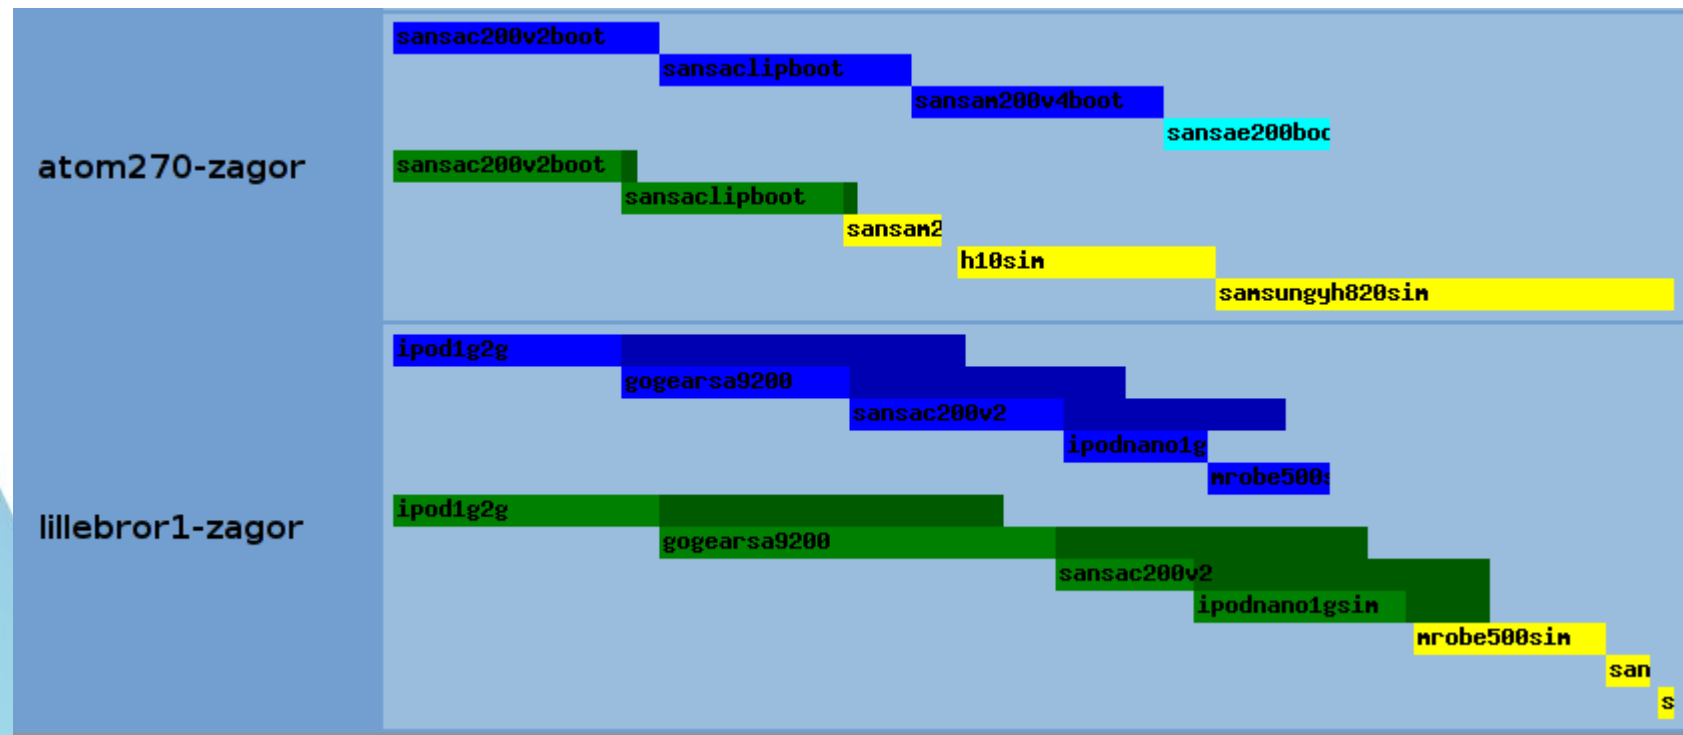 sansac200v2boot
sansaclipboot
sansam200v4boot
sansae200boo
atom270-zagor
sansac200v2boot
sansaclipboot
sansam2
h10sim
samsungyh820sim
ipod1g2g
gogearsa9200
sansac200v2
ipodnano1g
mrobe500s
lillebror1-zagor
ipod1g2g
gogearsa9200
sansac200v2
ipodnano1gsim
mrobe500sim
san
s